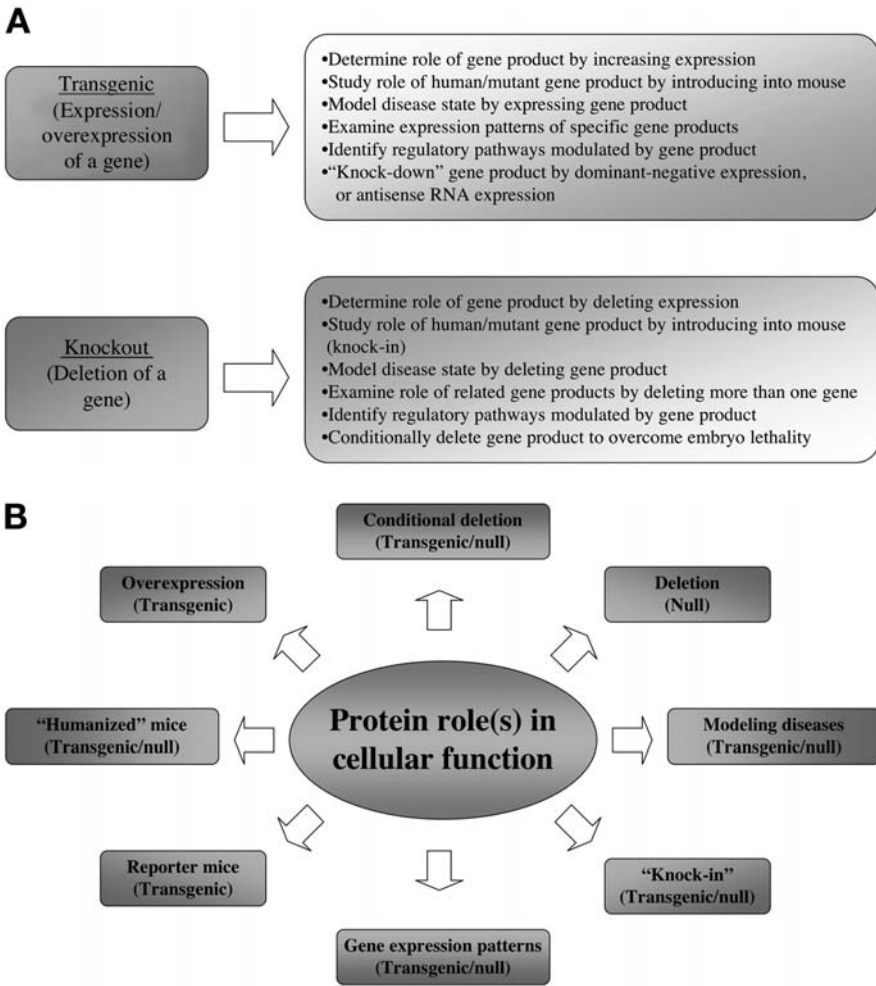 A
Transgenic
(Expression/
overexpression
of a gene)
•Determine role of gene product by increasing expression
•Study role of human/mutant gene product by introducing into mouse
•Model disease state by expressing gene product
•Examine expression patterns of specific gene products
•Identify regulatory pathways modulated by gene product
•“Knock-down” gene product by dominant-negative expression,
or antisense RNA expression
Knockout
(Deletion of a
gene)
•Determine role of gene product by deleting expression
•Study role of human/mutant gene product by introducing into mouse
(knock-in)
•Model disease state by deleting gene product
•Examine role of related gene products by deleting more than one gene
•Identify regulatory pathways modulated by gene product
•Conditionally delete gene product to overcome embryo lethality
B
Conditional deletion
(Transgenic/null)
Overexpression
(Transgenic)
Deletion
(Null)
“Humanized” mice
(Transgenic/null)
Protein role(s) in
cellular function
Modeling diseases
(Transgenic/null)
Reporter mice
(Transgenic)
“Knock-in”
(Transgenic/null)
Gene expression patterns
(Transgenic/null)